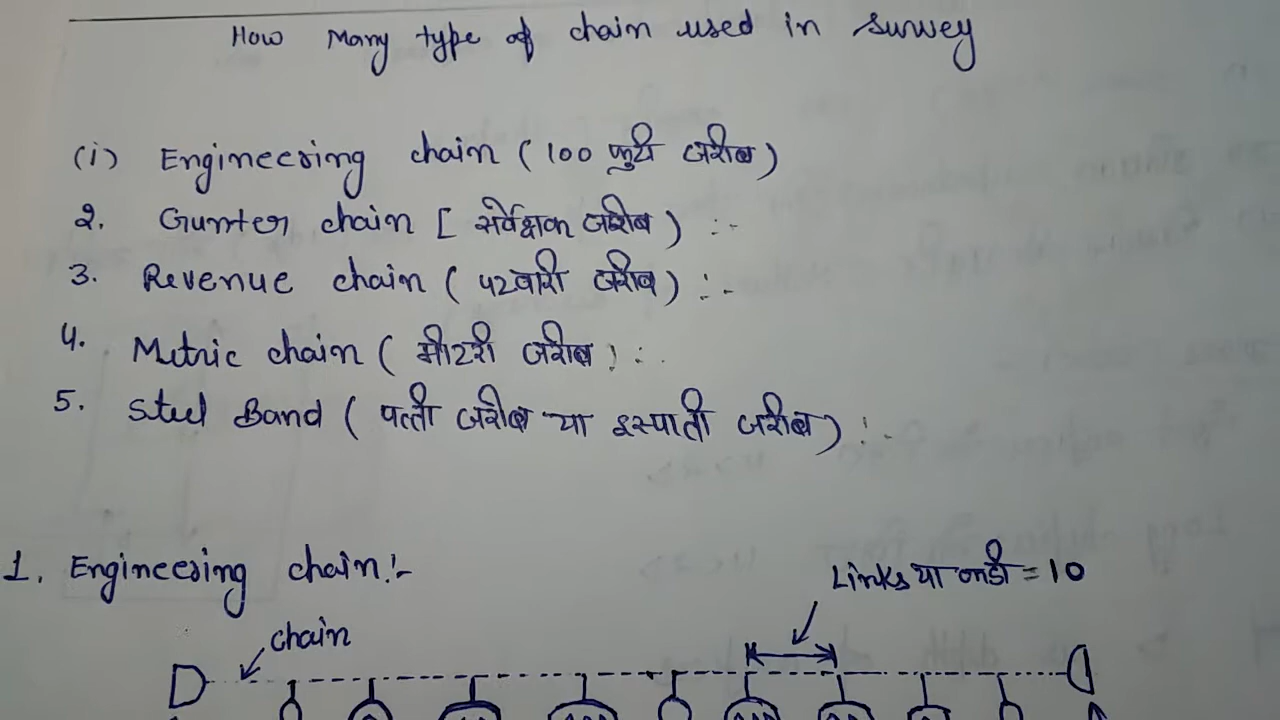 How Many type of chain used in Survey
(i) Engineering chain (100 फुटी जरीब)
2. Gunter chain [ सर्वेक्षक जरीब) :-
3. Revenue chain ( 42वारी जरीब) :-
4. Metric chain ( मीटरी जरीब) :-
5. Steel Band ( पत्ती जरीब या इस्पाती जरीब) :-
1. Engineering chain:-
Links या कडी = 10
chain